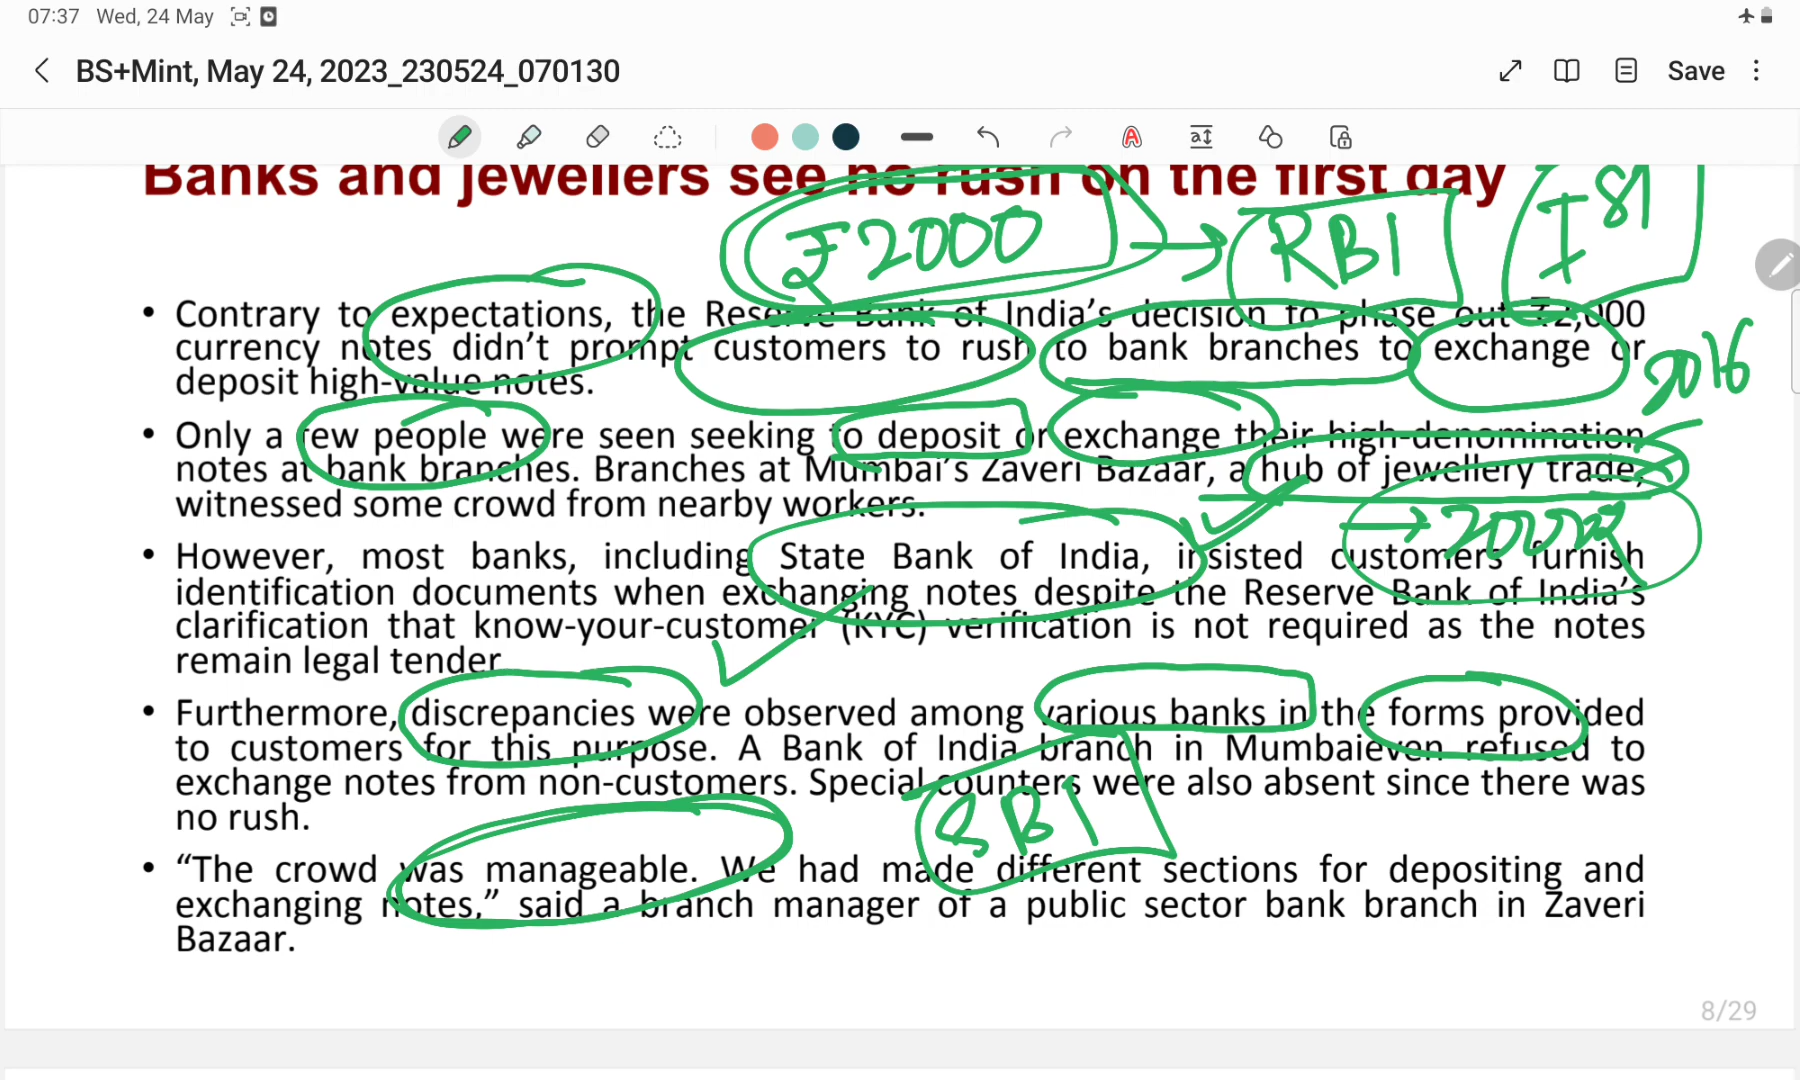 07:37 Wed, 24 May
BS+Mint, May 24, 2023_230524_070130
Save
Banks and jewellers see no rush on the first day
₹2000 → RBI
• Contrary to expectations, the Reserve Bank of India’s decision to phase out ₹2,000
currency notes didn’t prompt customers to rush to bank branches to exchange or
deposit high-value notes.
2016
• Only a few people were seen seeking to deposit or exchange their high-denomination
notes at bank branches. Branches at Mumbai’s Zaveri Bazaar, a hub of jewellery trade,
witnessed some crowd from nearby workers.
• However, most banks, including State Bank of India, insisted customers furnish
identification documents when exchanging notes despite the Reserve Bank of India’s
clarification that know-your-customer (KYC) verification is not required as the notes
remain legal tender
• Furthermore, discrepancies were observed among various banks in the forms provided
to customers for this purpose. A Bank of India branch in Mumbaieven refused to
exchange notes from non-customers. Special counters were also absent since there was
no rush.
SBI
• “The crowd was manageable. We had made different sections for depositing and
exchanging notes,” said a branch manager of a public sector bank branch in Zaveri
Bazaar.
8/29